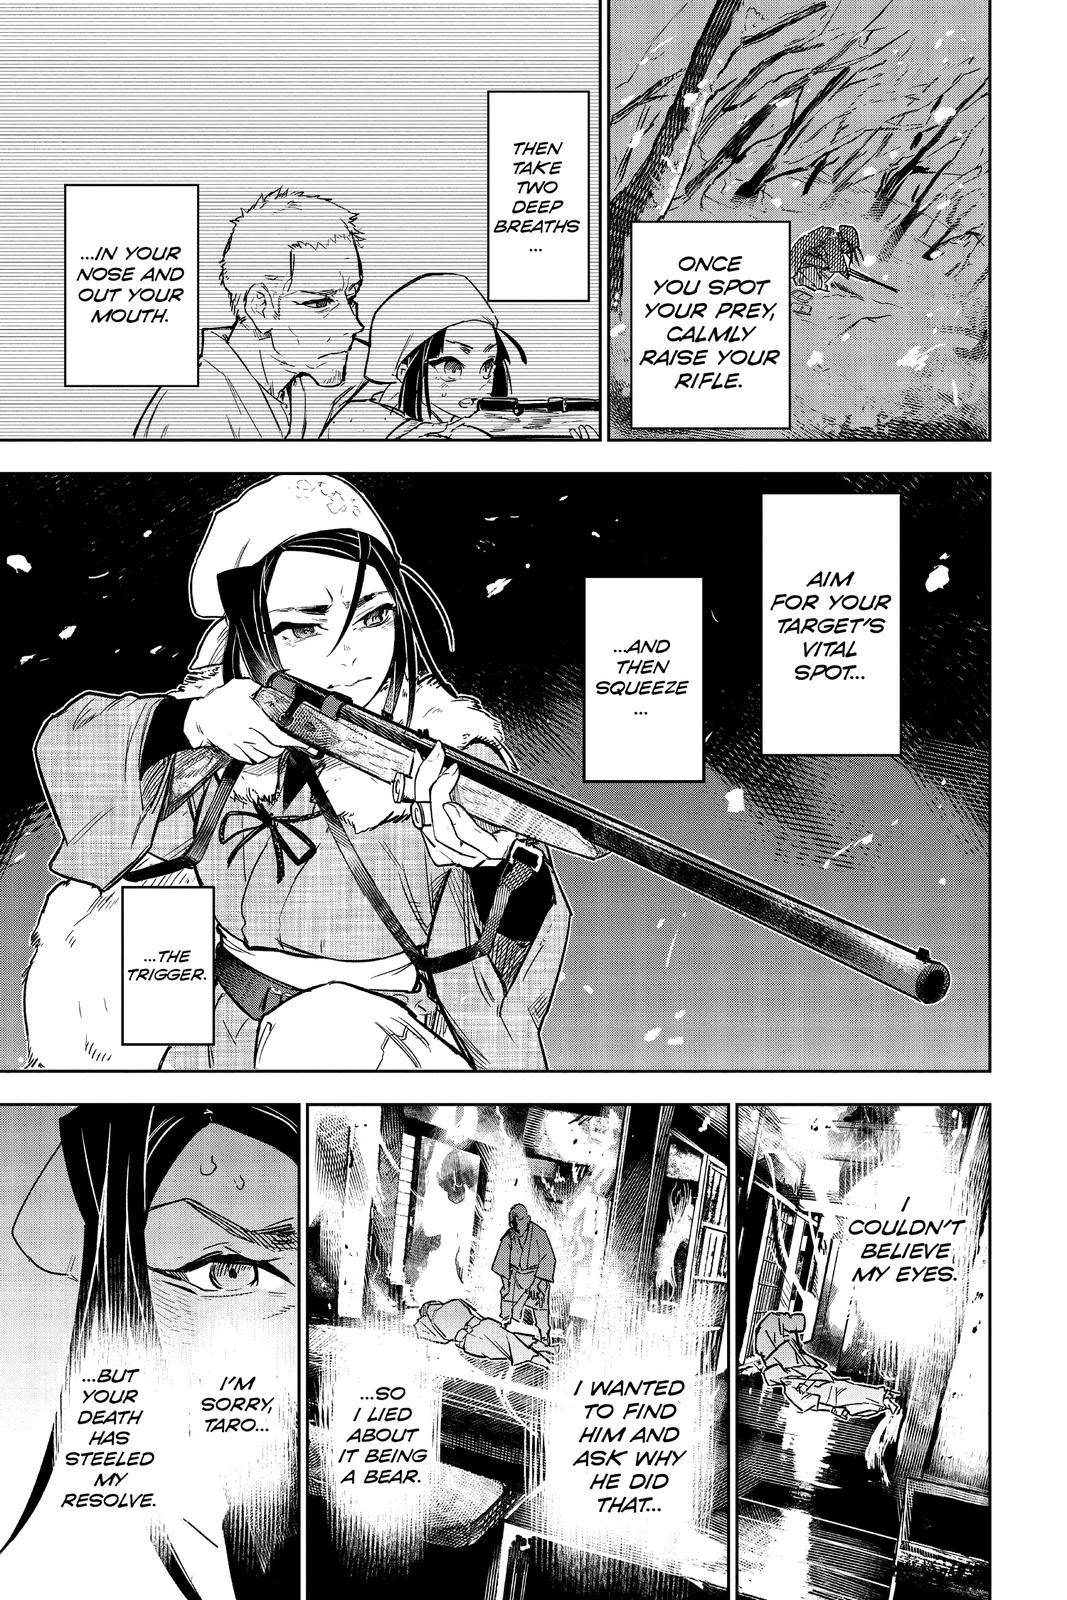 ONCE
YOU SPOT
YOUR PREY,
CALMLY
RAISE YOUR
RIFLE.
THEN
TAKE
TWO
DEEP
BREATHS
...
...IN YOUR
NOSE AND
OUT YOUR
MOUTH.
AIM
FOR YOUR
TARGET'S
VITAL
SPOT...
...AND
THEN
SQUEEZE
...
...THE
TRIGGER.
I
COULDN'T
BELIEVE
MY EYES.
I WANTED
TO FIND
HIM AND
ASK WHY
HE DID
THAT...
...SO
I LIED
ABOUT
IT BEING
A BEAR.
I'M
SORRY,
TARO...
...BUT
YOUR
DEATH
HAS
STEELED
MY
RESOLVE.